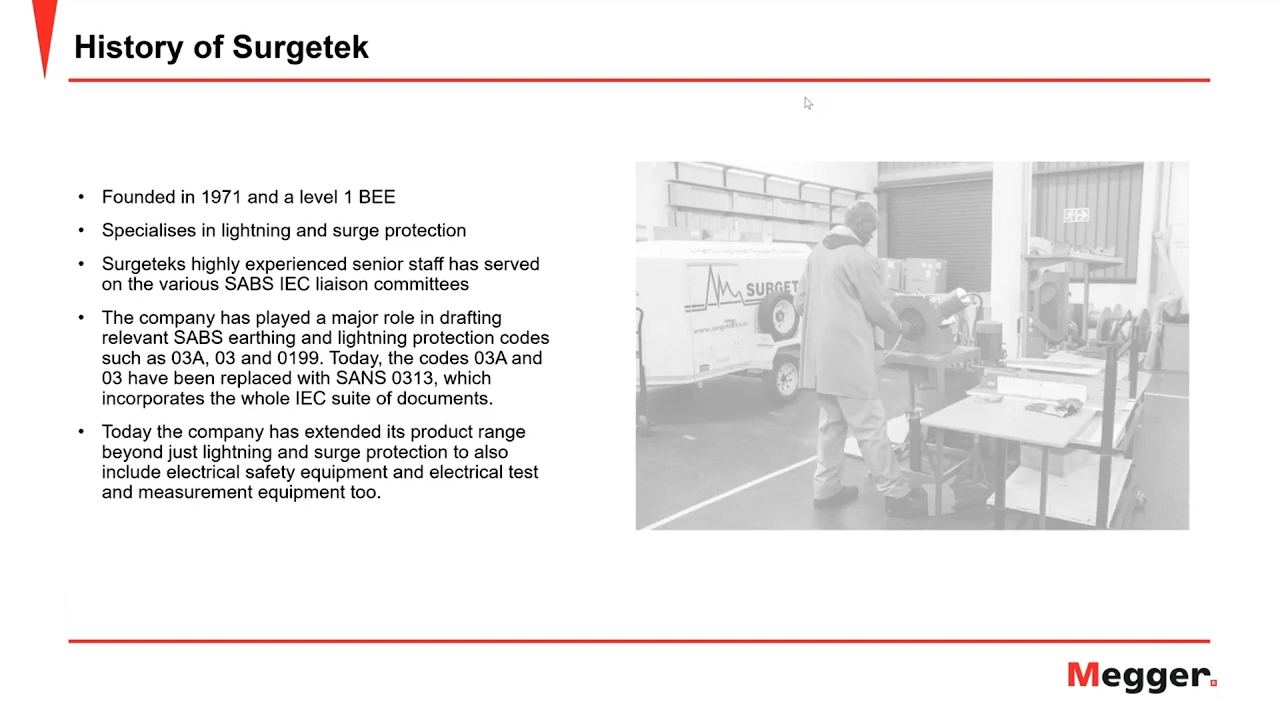 History of Surgetek
• Founded in 1971 and a level 1 BEE
• Specialises in lightning and surge protection
• Surgeteks highly experienced senior staff has served
on the various SABS IEC liaison committees
• The company has played a major role in drafting
relevant SABS earthing and lightning protection codes
such as 03A, 03 and 0199. Today, the codes 03A and
03 have been replaced with SANS 0313, which
incorporates the whole IEC suite of documents.
• Today the company has extended its product range
beyond just lightning and surge protection to also
include electrical safety equipment and electrical test
and measurement equipment too.
SURGET
Megger.